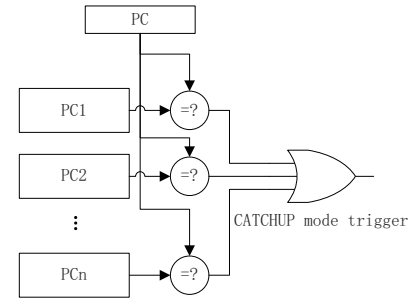 PC
PC1
=?
PC2
=?
⋮
CATCHUP mode trigger
PCn
=?